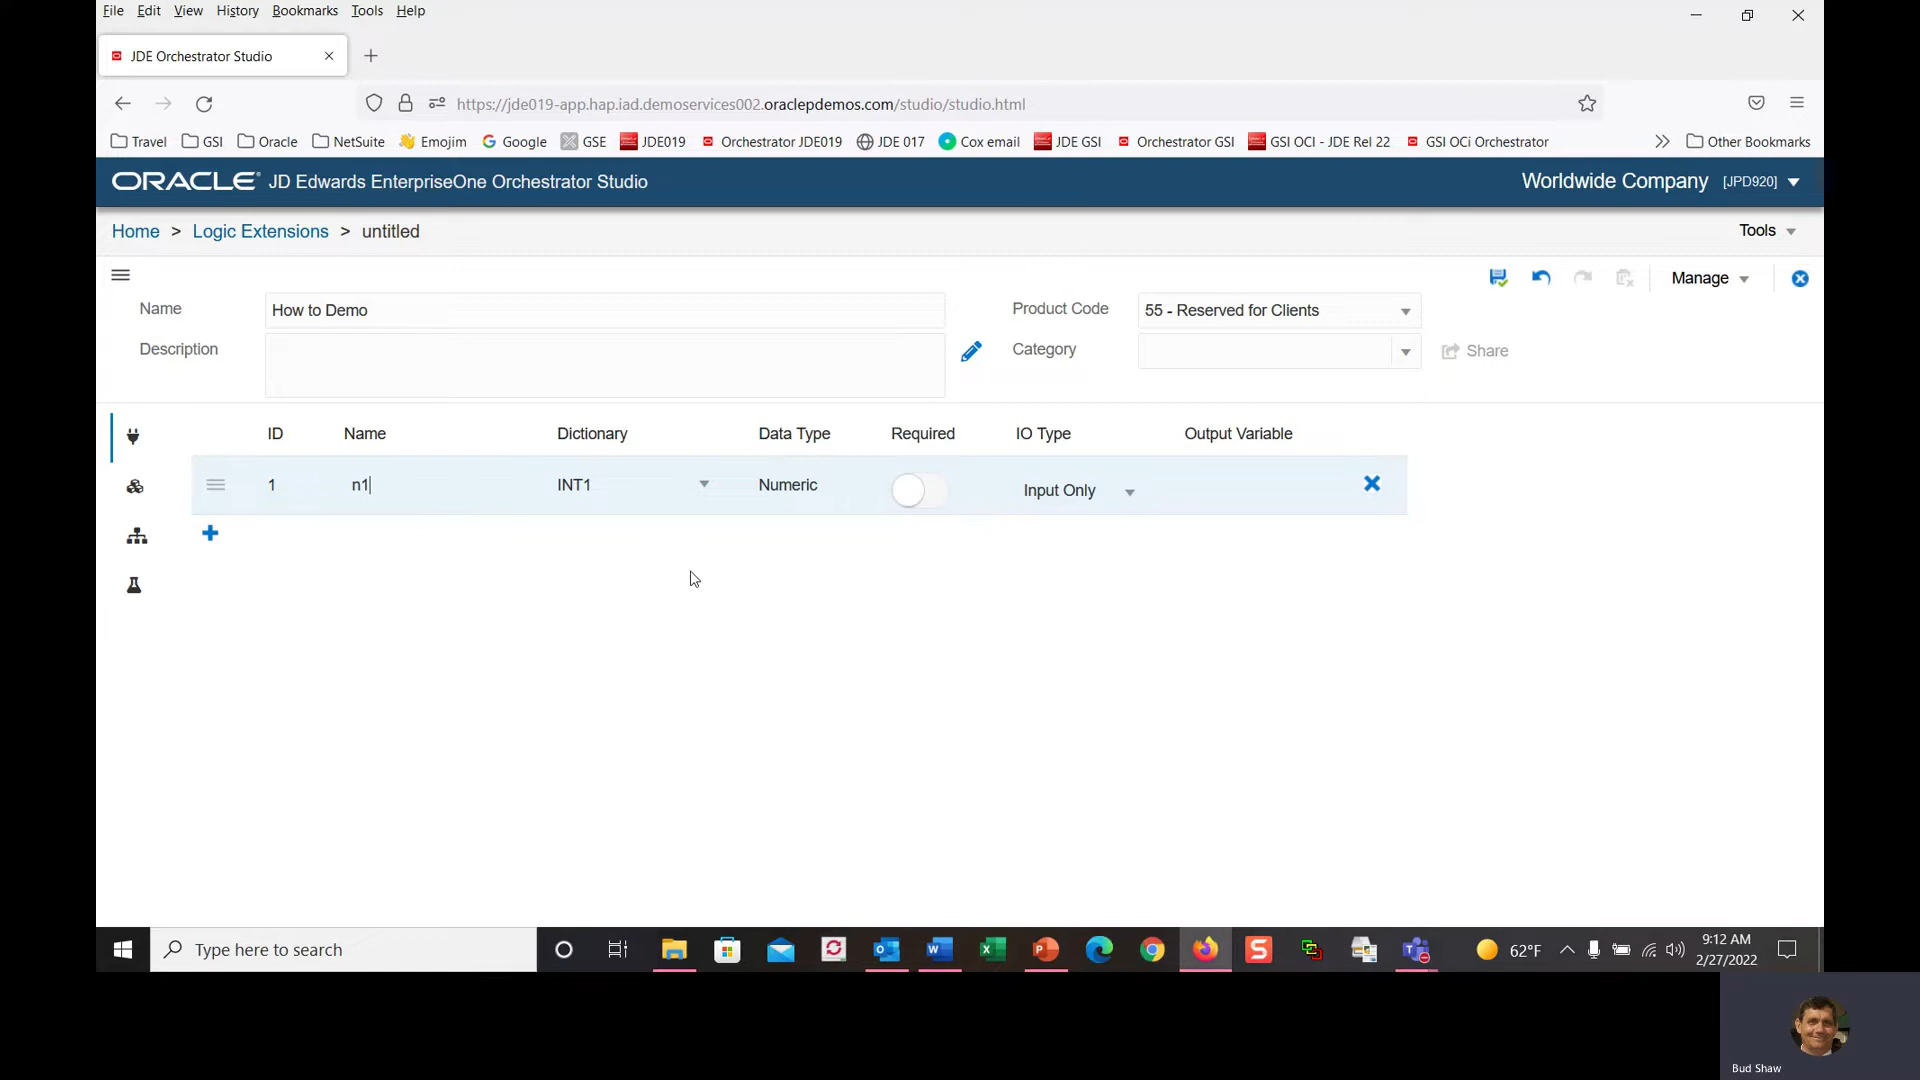 File Edit View History Bookmarks Tools Help
JDE Orchestrator Studio
https://jde019-app.hap.iad.demoservices002.oraclepdemos.com/studio/studio.html
Travel GSI Oracle NetSuite Emojim Google GSE JDE019 Orchestrator JDE019 JDE 017 Cox email JDE GSI Orchestrator GSI GSI OCI - JDE Rel 22 GSI OCi Orchestrator Other Bookmarks
ORACLE JD Edwards EnterpriseOne Orchestrator Studio Worldwide Company [JPD920]
Home > Logic Extensions > untitled Tools
Manage
Name How to Demo Product Code 55 - Reserved for Clients
Description Category Share
ID Name Dictionary Data Type Required IO Type Output Variable
1 n1 INT1 Numeric Input Only
Type here to search 62°F 9:12 AM
2/27/2022
Bud Shaw